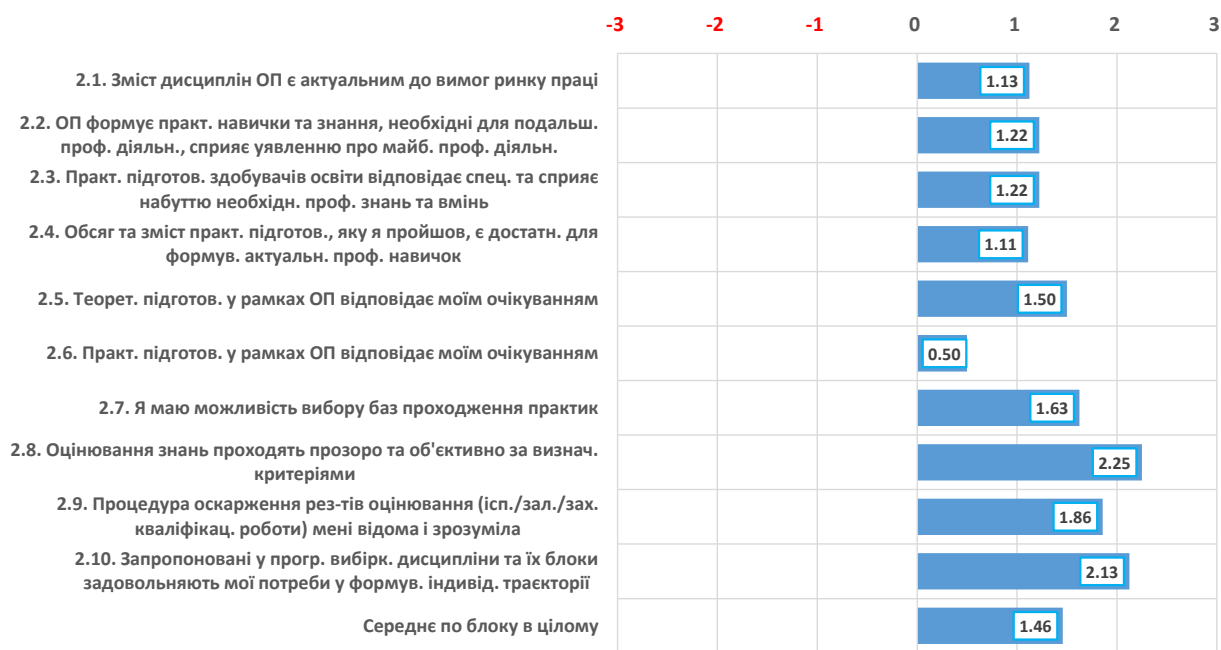 -3 -2 -1 0 1 2 3
2.1. Зміст дисциплін ОП є актуальним до вимог ринку праці
1.13
2.2. ОП формує практ. навички та знання, необхідні для подальш.
проф. діяльн., сприяє уявленню про майб. проф. діяльн.
1.22
2.3. Практ. підготов. здобувачів освіти відповідає спец. та сприяє
набуттю необхідн. проф. знань та вмінь
1.22
2.4. Обсяг та зміст практ. підготов., яку я пройшов, є достатн. для
формув. актуальн. проф. навичок
1.11
2.5. Теорет. підготов. у рамках ОП відповідає моїм очікуванням
1.50
2.6. Практ. підготов. у рамках ОП відповідає моїм очікуванням
0.50
2.7. Я маю можливість вибору баз проходження практик
1.63
2.8. Оцінювання знань проходять прозоро та об'єктивно за визнач.
критеріями
2.25
2.9. Процедура оскарження рез-тів оцінювання (ісп./зал./зах.
кваліфікац. роботи) мені відома і зрозуміла
1.86
2.10. Запропоновані у прогр. вибірк. дисципліни та їх блоки
задовольняють мої потреби у формув. індивід. траєкторії
2.13
Середнє по блоку в цілому
1.46